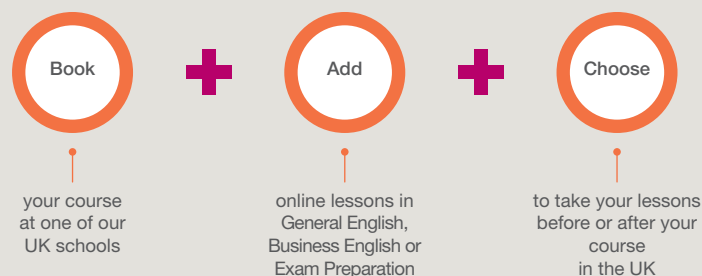 Book
your course
at one of our
UK schools
Add
online lessons in
General English,
Business English or
Exam Preparation
Choose
to take your lessons
before or after your
course
in the UK